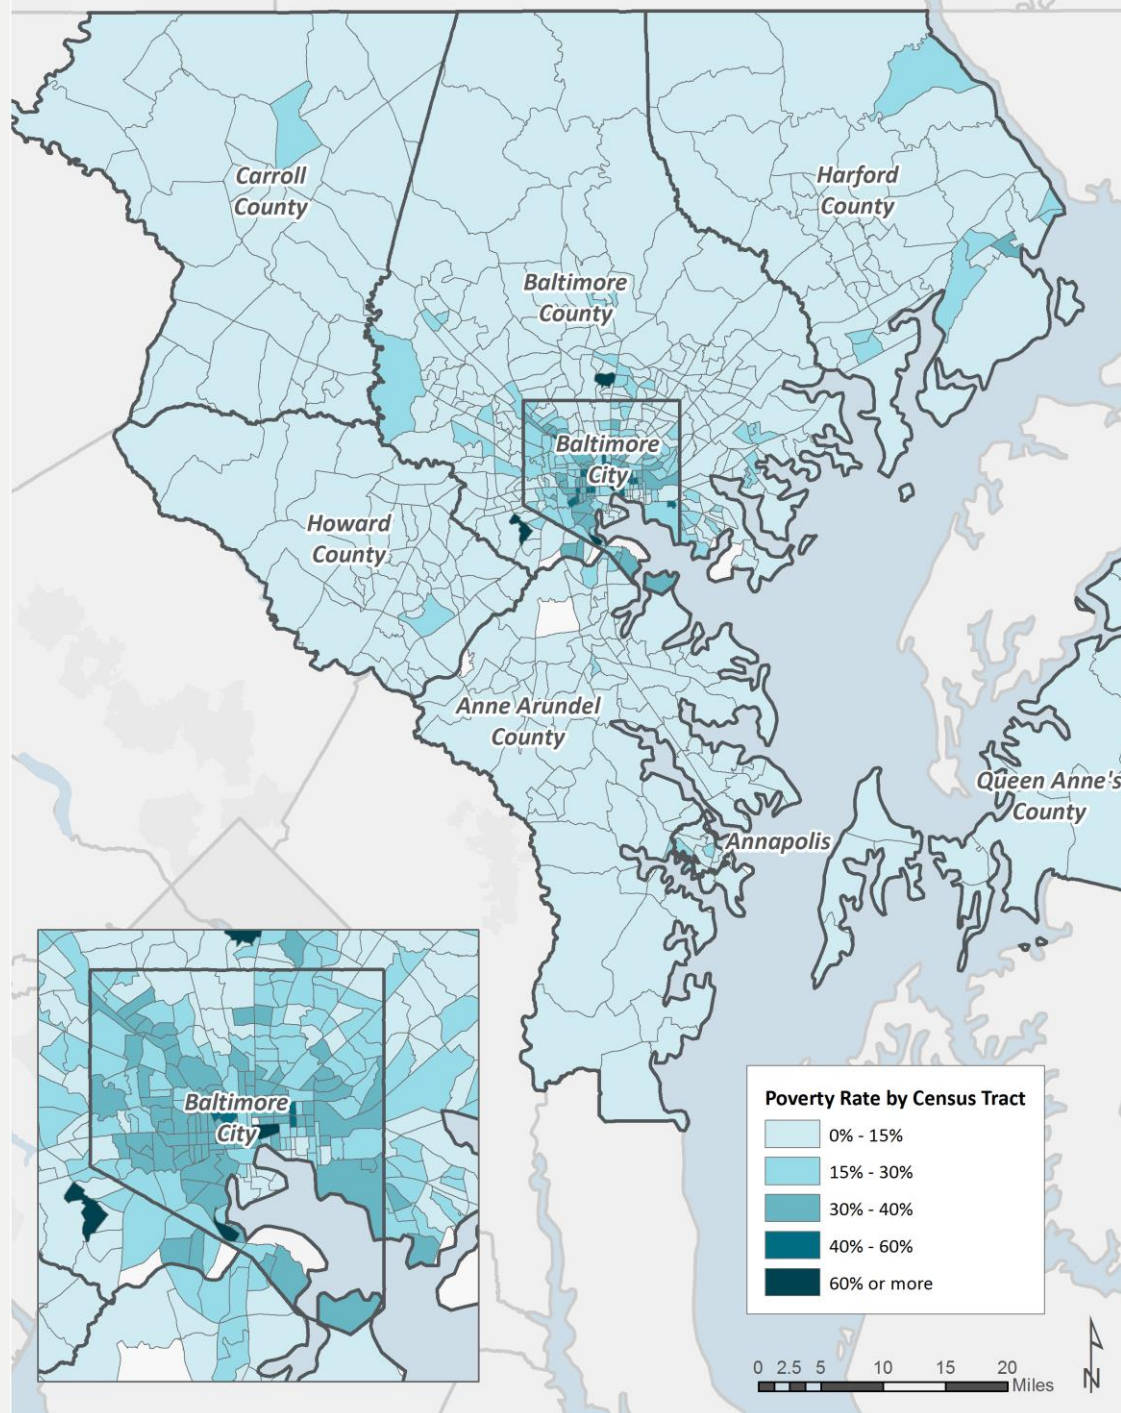 Carroll
County
Harford
County
Baltimore
County
Baltimore
City
Howard
County
Anne Arundel
County
Queen Anne's
County
Annapolis
Baltimore
City
Poverty Rate by Census Tract
0% - 15%
15% - 30%
30% - 40%
40% - 60%
60% or more
0 2.5 5 10 15 20
Miles
N